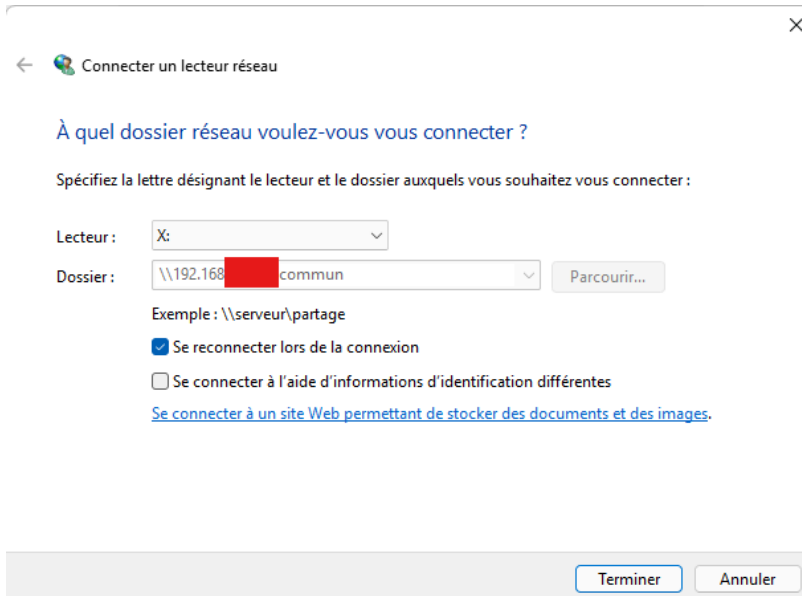 Connecter un lecteur réseau
À quel dossier réseau voulez-vous vous connecter ?
Spécifiez la lettre désignant le lecteur et le dossier auxquels vous souhaitez vous connecter :
Lecteur : X:
Dossier : \\192.168 commun Parcourir...
Exemple : \\serveur\partage
Se reconnecter lors de la connexion
Se connecter à l'aide d'informations d'identification différentes
Se connecter à un site Web permettant de stocker des documents et des images.
Terminer Annuler